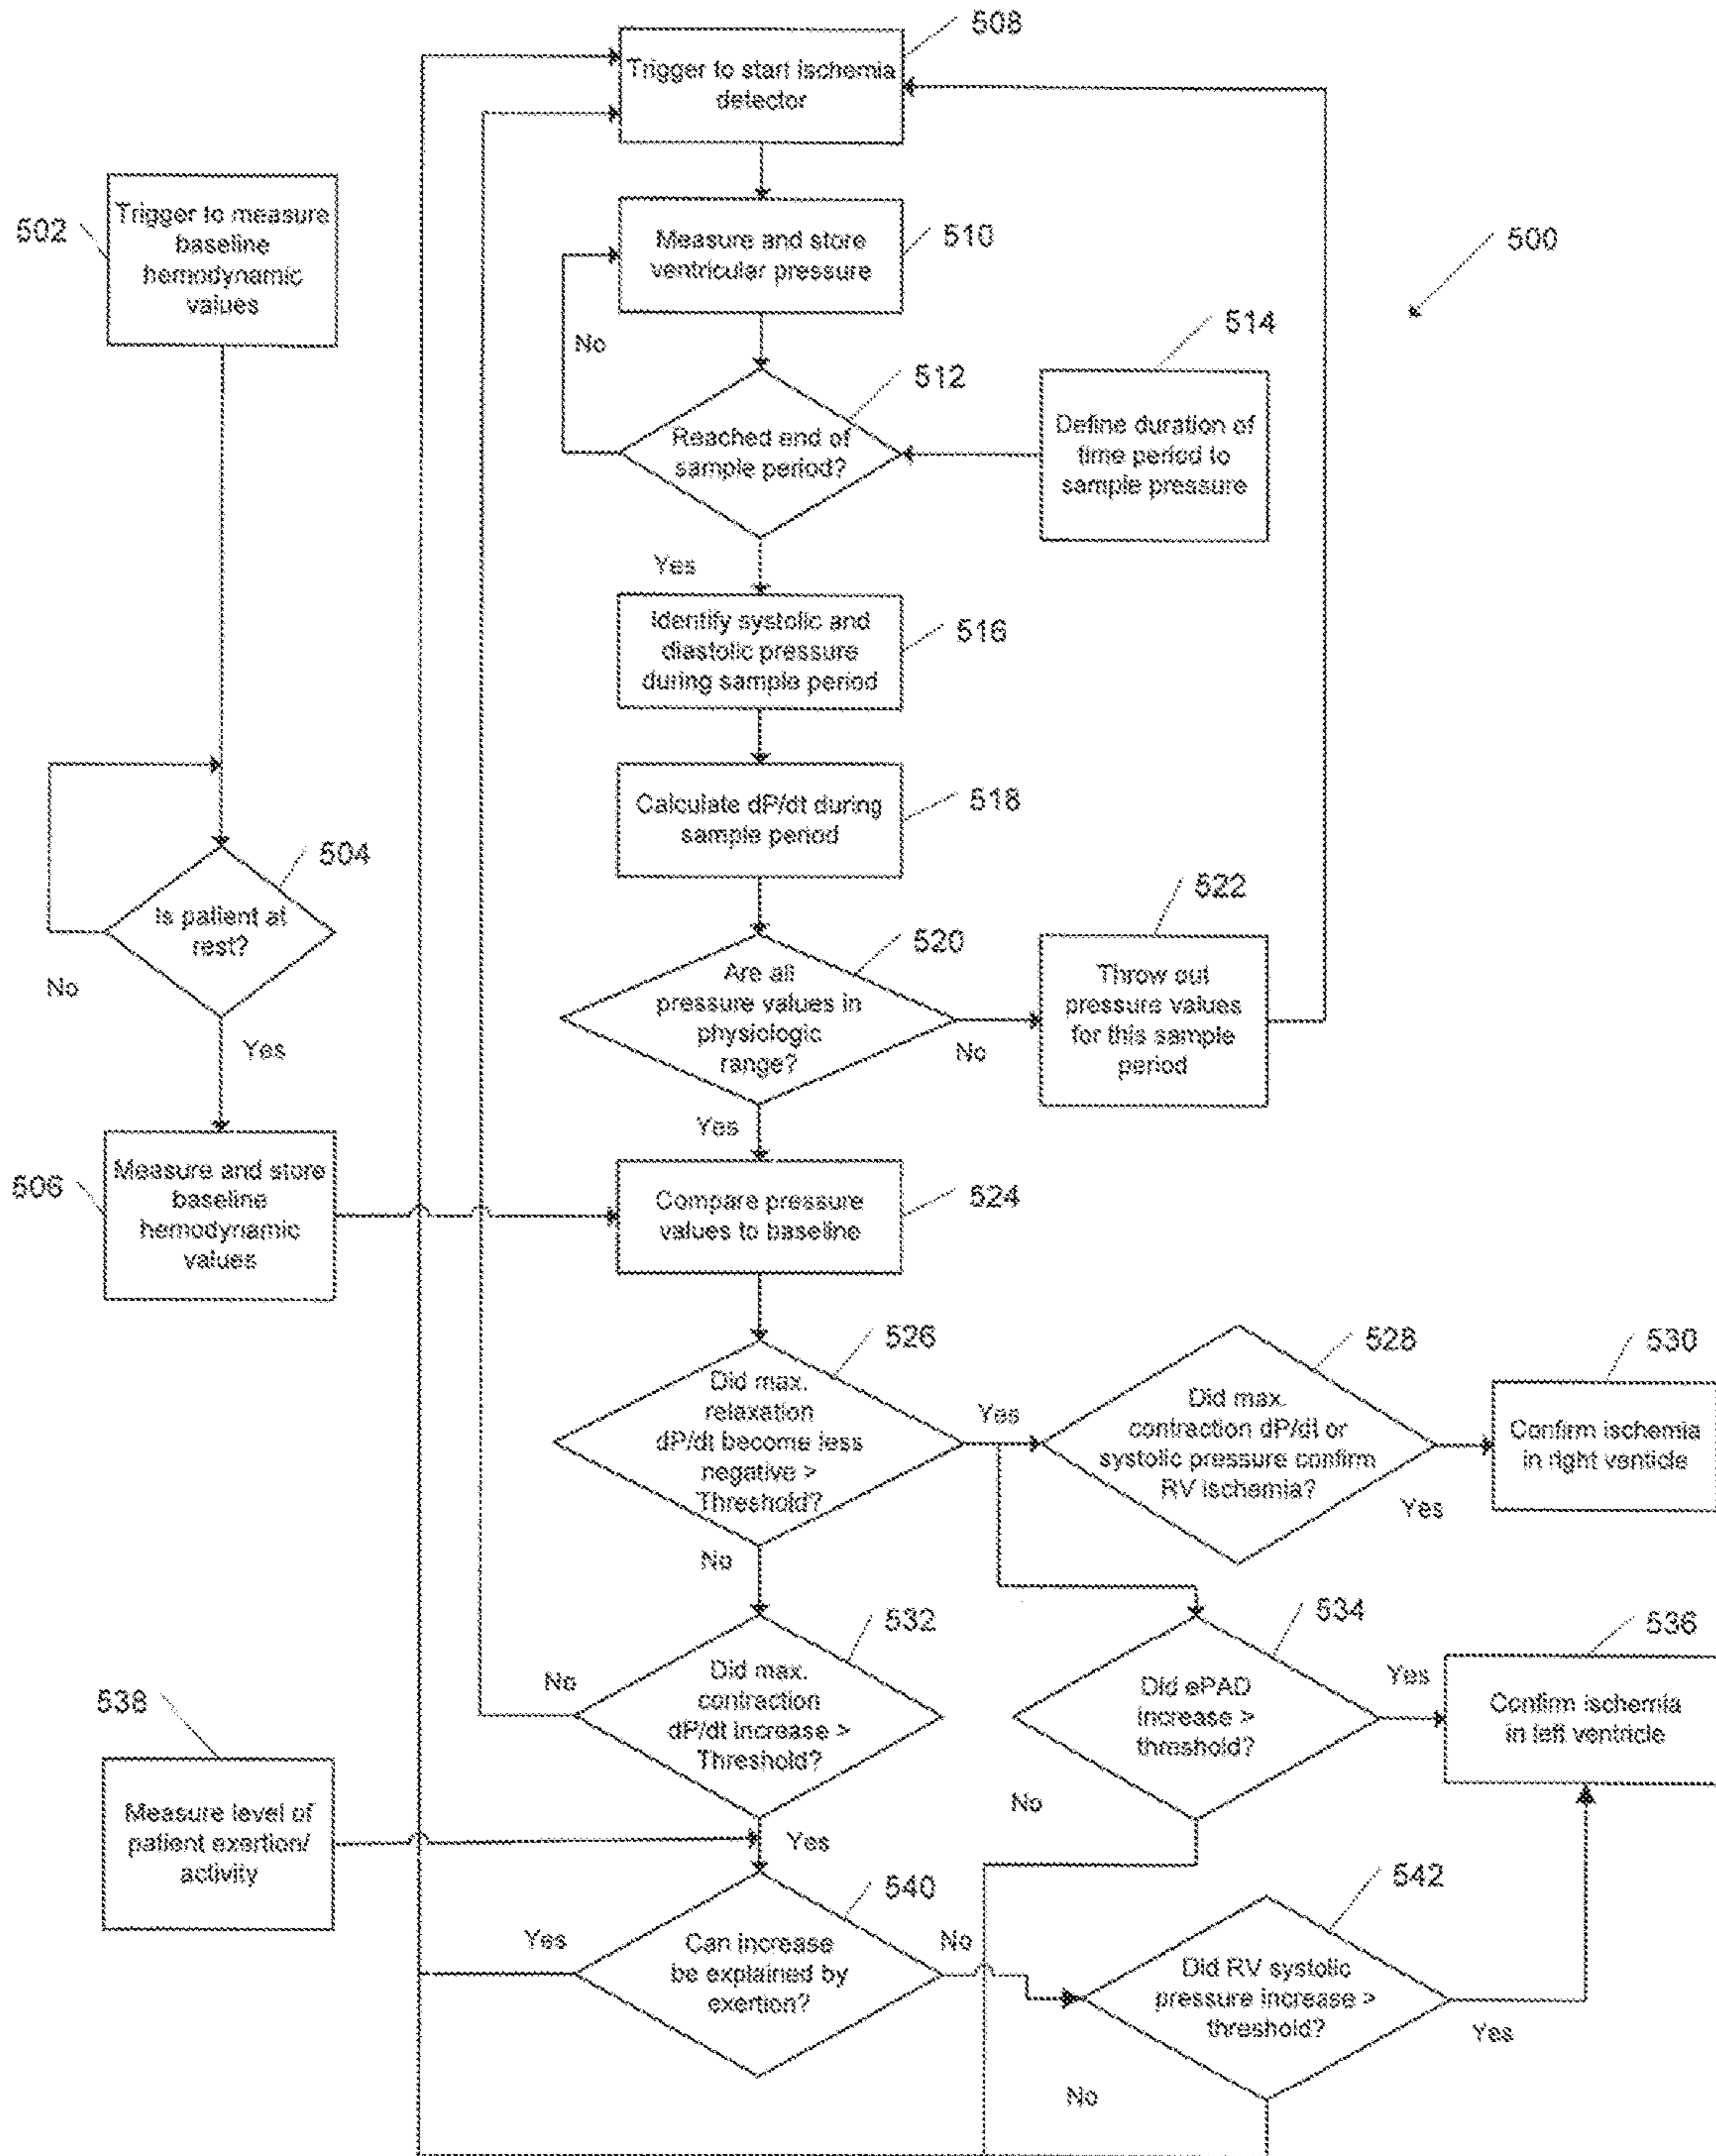 508
Trigger to start ischemia
detector
502
Trigger to measure
baseline
hemodynamic
values
Measure and store
ventricular pressure
510
500
No
514
512
Reached end of
sample period?
Define duration of
time period to
sample pressure
Yes
Identify systolic and
diastolic pressure
during sample period
516
Calculate dP/dt during
sample period
518
504
Is patient at
rest?
No
Yes
522
520
Are all
pressure values in
physiologic
range?
No
Throw out
pressure values
for this sample
period
Yes
506
Measure and store
baseline
hemodynamic
values
Compare pressure
values to baseline
524
526
528
530
Did max.
relaxation
dP/dt become less
negative >
Threshold?
Yes
Did max.
contraction dP/dt or
systolic pressure confirm
RV ischemia?
Yes
Confirm ischemia
in right venticle
No
532
534
536
No
Did max.
contraction
dP/dt increase >
Threshold?
Did ePAD
increase >
threshold?
Yes
Confirm ischemia
in left ventricle
538
Measure level of
patient exertion/
activity
Yes
No
540
542
Yes
Can increase
be explained by
exertion?
No
Did RV systolic
pressure increase >
threshold?
Yes
No